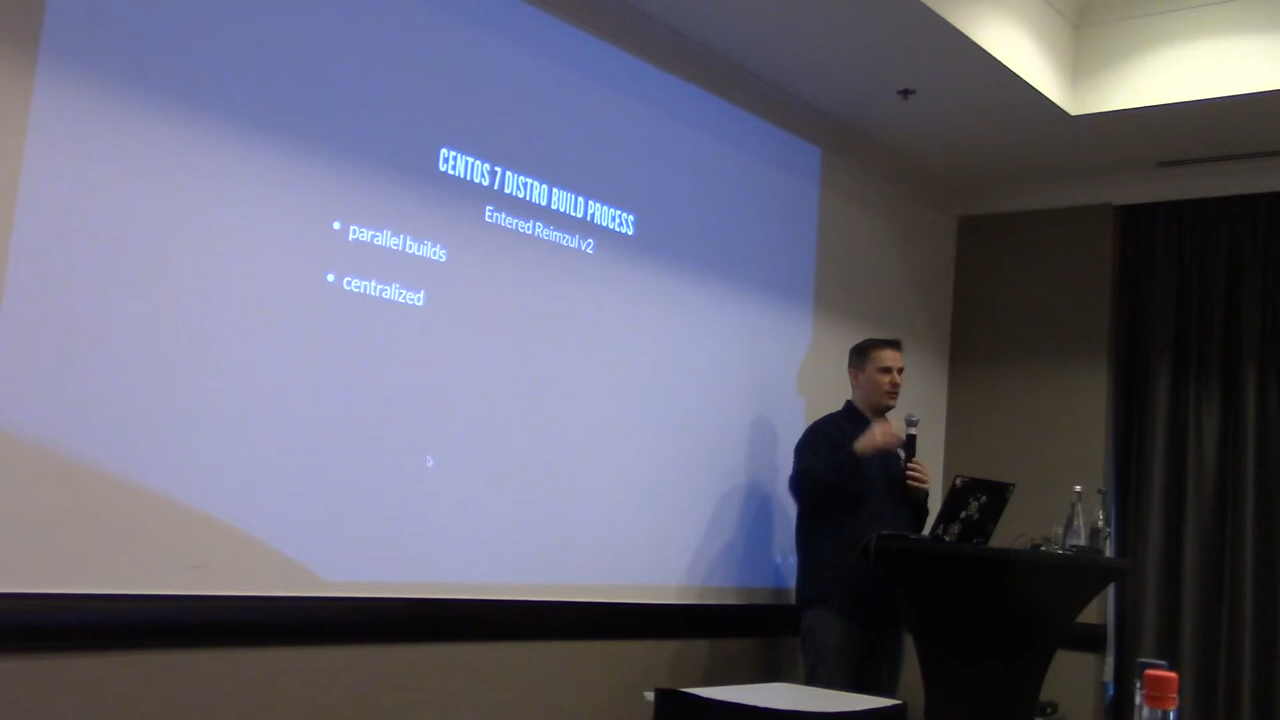 CENTOS 7 DISTRO BUILD PROCESS
Entered Reimzul v2
parallel builds
centralized